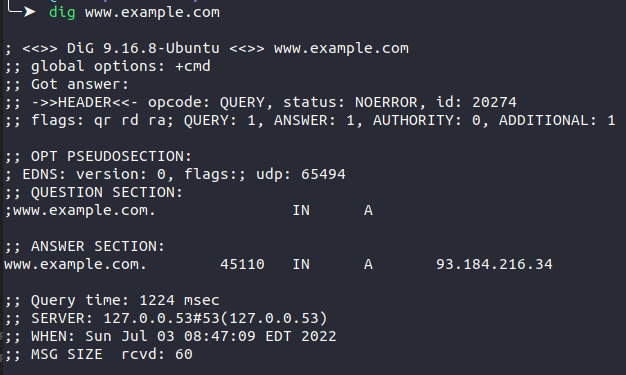 ╰─➤ dig www.example.com
; <<>> DiG 9.16.8-Ubuntu <<>> www.example.com
;; global options: +cmd
;; Got answer:
;; ->>HEADER<<- opcode: QUERY, status: NOERROR, id: 20274
;; flags: qr rd ra; QUERY: 1, ANSWER: 1, AUTHORITY: 0, ADDITIONAL: 1
;; OPT PSEUDOSECTION:
; EDNS: version: 0, flags:; udp: 65494
;; QUESTION SECTION:
;www.example.com. IN A
;; ANSWER SECTION:
www.example.com. 45110 IN A 93.184.216.34
;; Query time: 1224 msec
;; SERVER: 127.0.0.53#53(127.0.0.53)
;; WHEN: Sun Jul 03 08:47:09 EDT 2022
;; MSG SIZE rcvd: 60